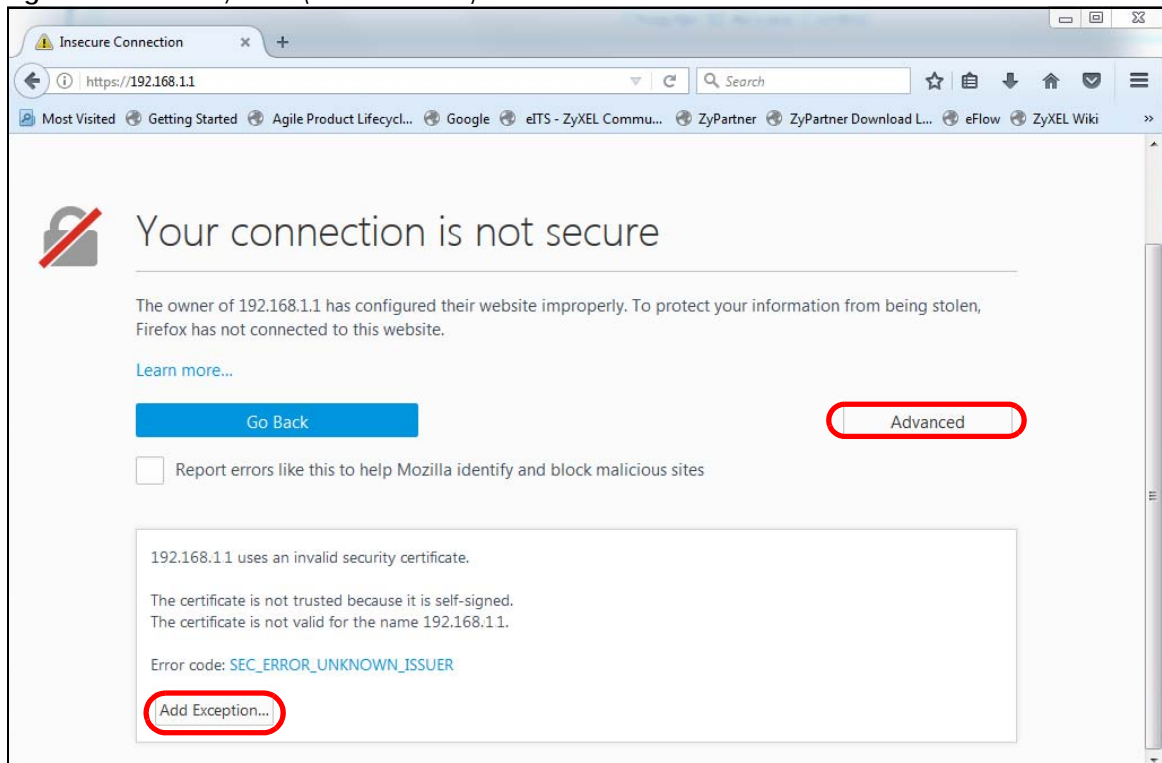 Insecure Connection
https://192.168.1.1
Search
Most Visited Getting Started Agile Product Lifecycl... Google eITS - ZyXEL Commu... ZyPartner ZyPartner Download L... eFlow ZyXEL Wiki
Your connection is not secure
The owner of 192.168.1.1 has configured their website improperly. To protect your information from being stolen,
Firefox has not connected to this website.
Learn more...
Go Back
Advanced
Report errors like this to help Mozilla identify and block malicious sites
192.168.1.1 uses an invalid security certificate.
The certificate is not trusted because it is self-signed.
The certificate is not valid for the name 192.168.1.1.
Error code: SEC_ERROR_UNKNOWN_ISSUER
Add Exception...